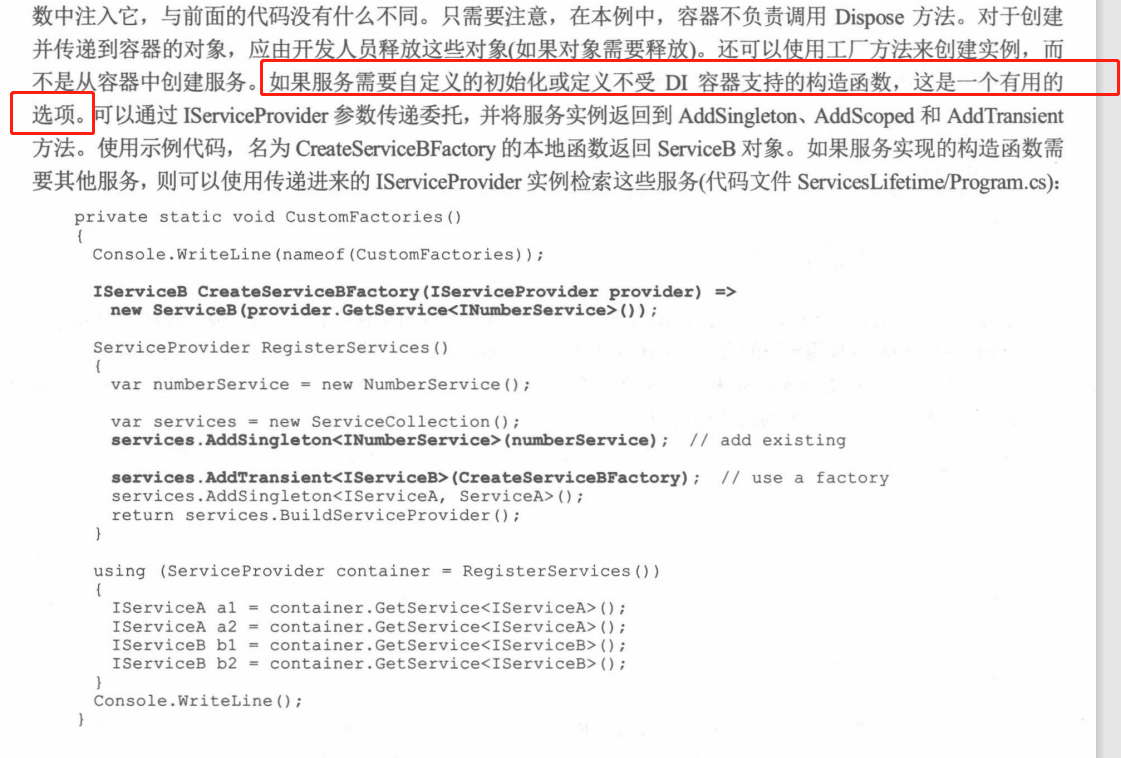 数中注入它，与前面的代码没有什么不同。只需要注意，在本例中，容器不负责调用 Dispose 方法。对于创建
并传递到容器的对象，应由开发人员释放这些对象(如果对象需要释放)。还可以使用工厂方法来创建实例，而
不是从容器中创建服务。如果服务需要自定义的初始化或定义不受 DI 容器支持的构造函数，这是一个有用的
选项。可以通过 IServiceProvider 参数传递委托，并将服务实例返回到 AddSingleton、AddScoped 和 AddTransient
方法。使用示例代码，名为 CreateServiceBFactory 的本地函数返回 ServiceB 对象。如果服务实现的构造函数需
要其他服务，则可以使用传递进来的 IServiceProvider 实例检索这些服务(代码文件 ServicesLifetime/Program.cs)：
private static void CustomFactories()
{
Console.WriteLine(nameof(CustomFactories));
IServiceB CreateServiceBFactory(IServiceProvider provider) =>
new ServiceB(provider.GetService<INumberService>());
ServiceProvider RegisterServices()
{
var numberService = new NumberService();
var services = new ServiceCollection();
services.AddSingleton<INumberService>(numberService); // add existing
services.AddTransient<IServiceB>(CreateServiceBFactory); // use a factory
services.AddSingleton<IServiceA, ServiceA>();
return services.BuildServiceProvider();
}
using (ServiceProvider container = RegisterServices())
{
IServiceA a1 = container.GetService<IServiceA>();
IServiceA a2 = container.GetService<IServiceA>();
IServiceB b1 = container.GetService<IServiceB>();
IServiceB b2 = container.GetService<IServiceB>();
}
Console.WriteLine();
}